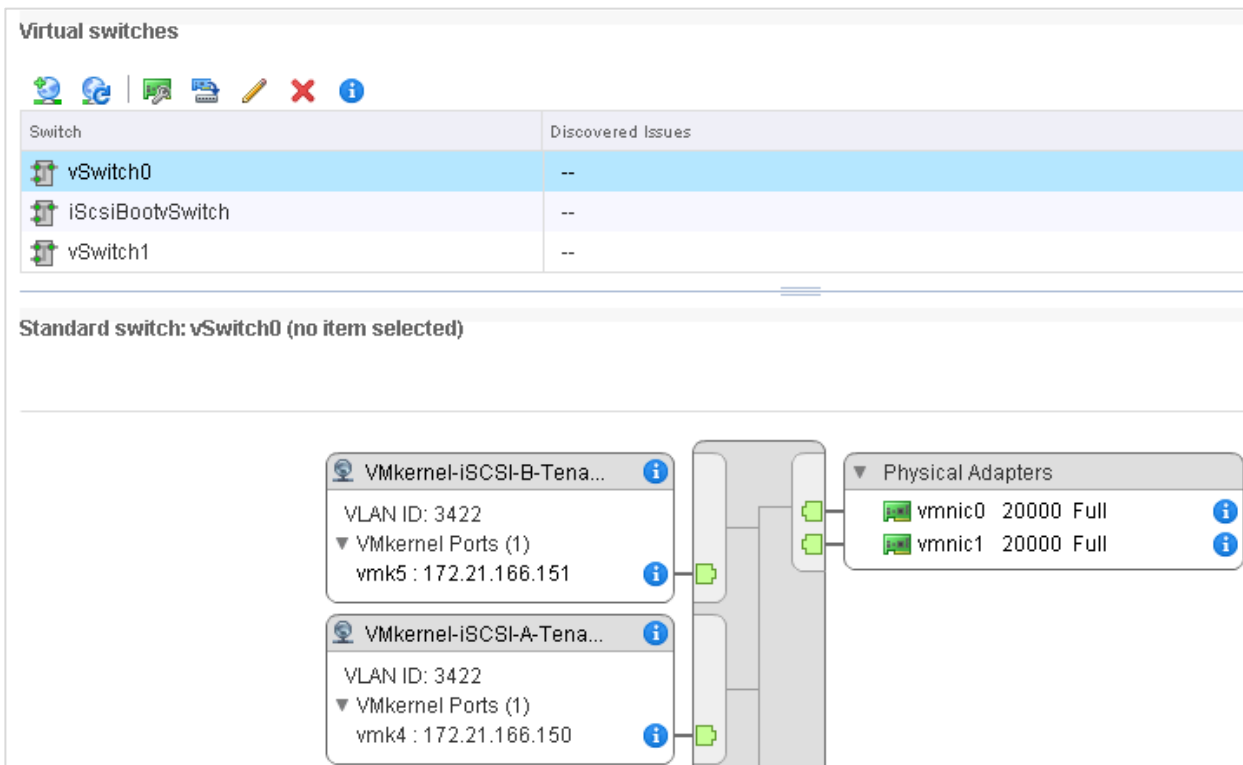 Virtual switches
Switch Discovered Issues
vSwitch0 --
iScsiBootvSwitch --
vSwitch1 --
Standard switch: vSwitch0 (no item selected)
VMkernel-iSCSI-B-Tena...
VLAN ID: 3422
VMkernel Ports (1)
vmk5 : 172.21.166.151
Physical Adapters
vmnic0 20000 Full
vmnic1 20000 Full
VMkernel-iSCSI-A-Tena...
VLAN ID: 3422
VMkernel Ports (1)
vmk4 : 172.21.166.150